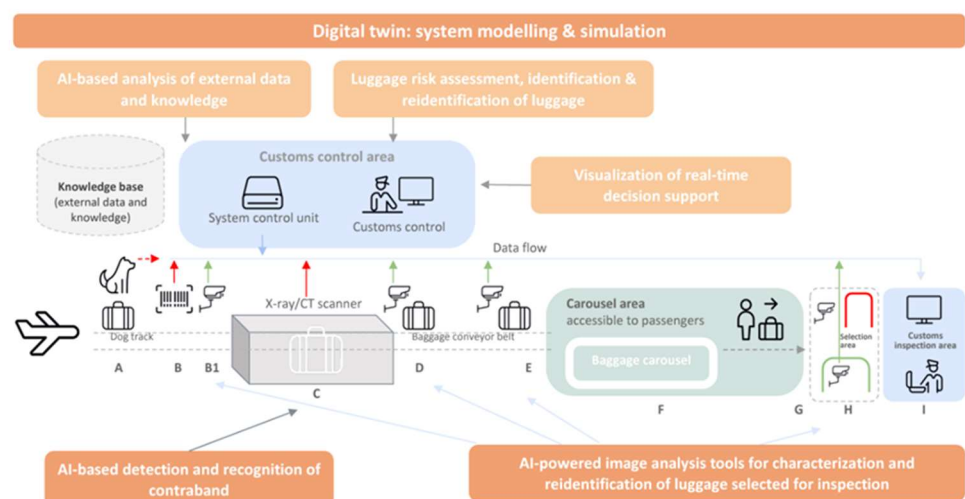 Digital twin: system modelling & simulation
AI-based analysis of external data
and knowledge
Luggage risk assessment, identification &
reidentification of luggage
Customs control area
Knowledge base
(external data and
knowledge)
System control unit
Customs control
Visualization of real-time
decision support
Data flow
X-ray/CT scanner
Carousel area
accessible to passengers
Dog track
Baggage conveyor belt
Selection
area
Customs
inspection area
Baggage carousel
A
B
B1
C
D
E
F
G
H
I
AI-based detection and recognition of
contraband
AI-powered image analysis tools for characterization and
reidentification of luggage selected for inspection